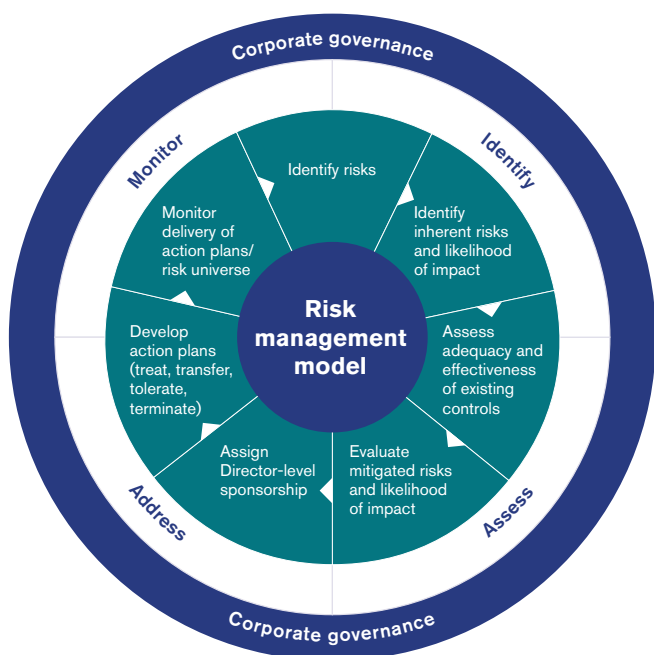 Corporate governance
Identify
Assess
Address
Monitor
Identify risks
Identify
inherent risks
and likelihood
of impact
Assess
adequacy and
effectiveness
of existing
controls
Evaluate
mitigated risks
and likelihood
of impact
Assign
Director-level
sponsorship
Develop
action plans
(treat, transfer,
tolerate,
terminate)
Monitor
delivery of
action plans/
risk universe
Risk
management
model
Corporate governance